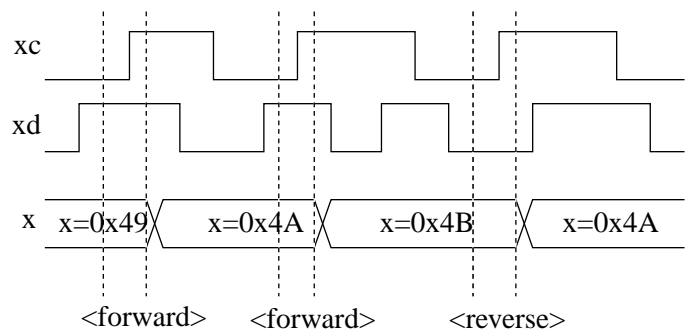 xc
xd
x x=0x49 x=0x4A x=0x4B x=0x4A
<forward> <forward> <reverse>